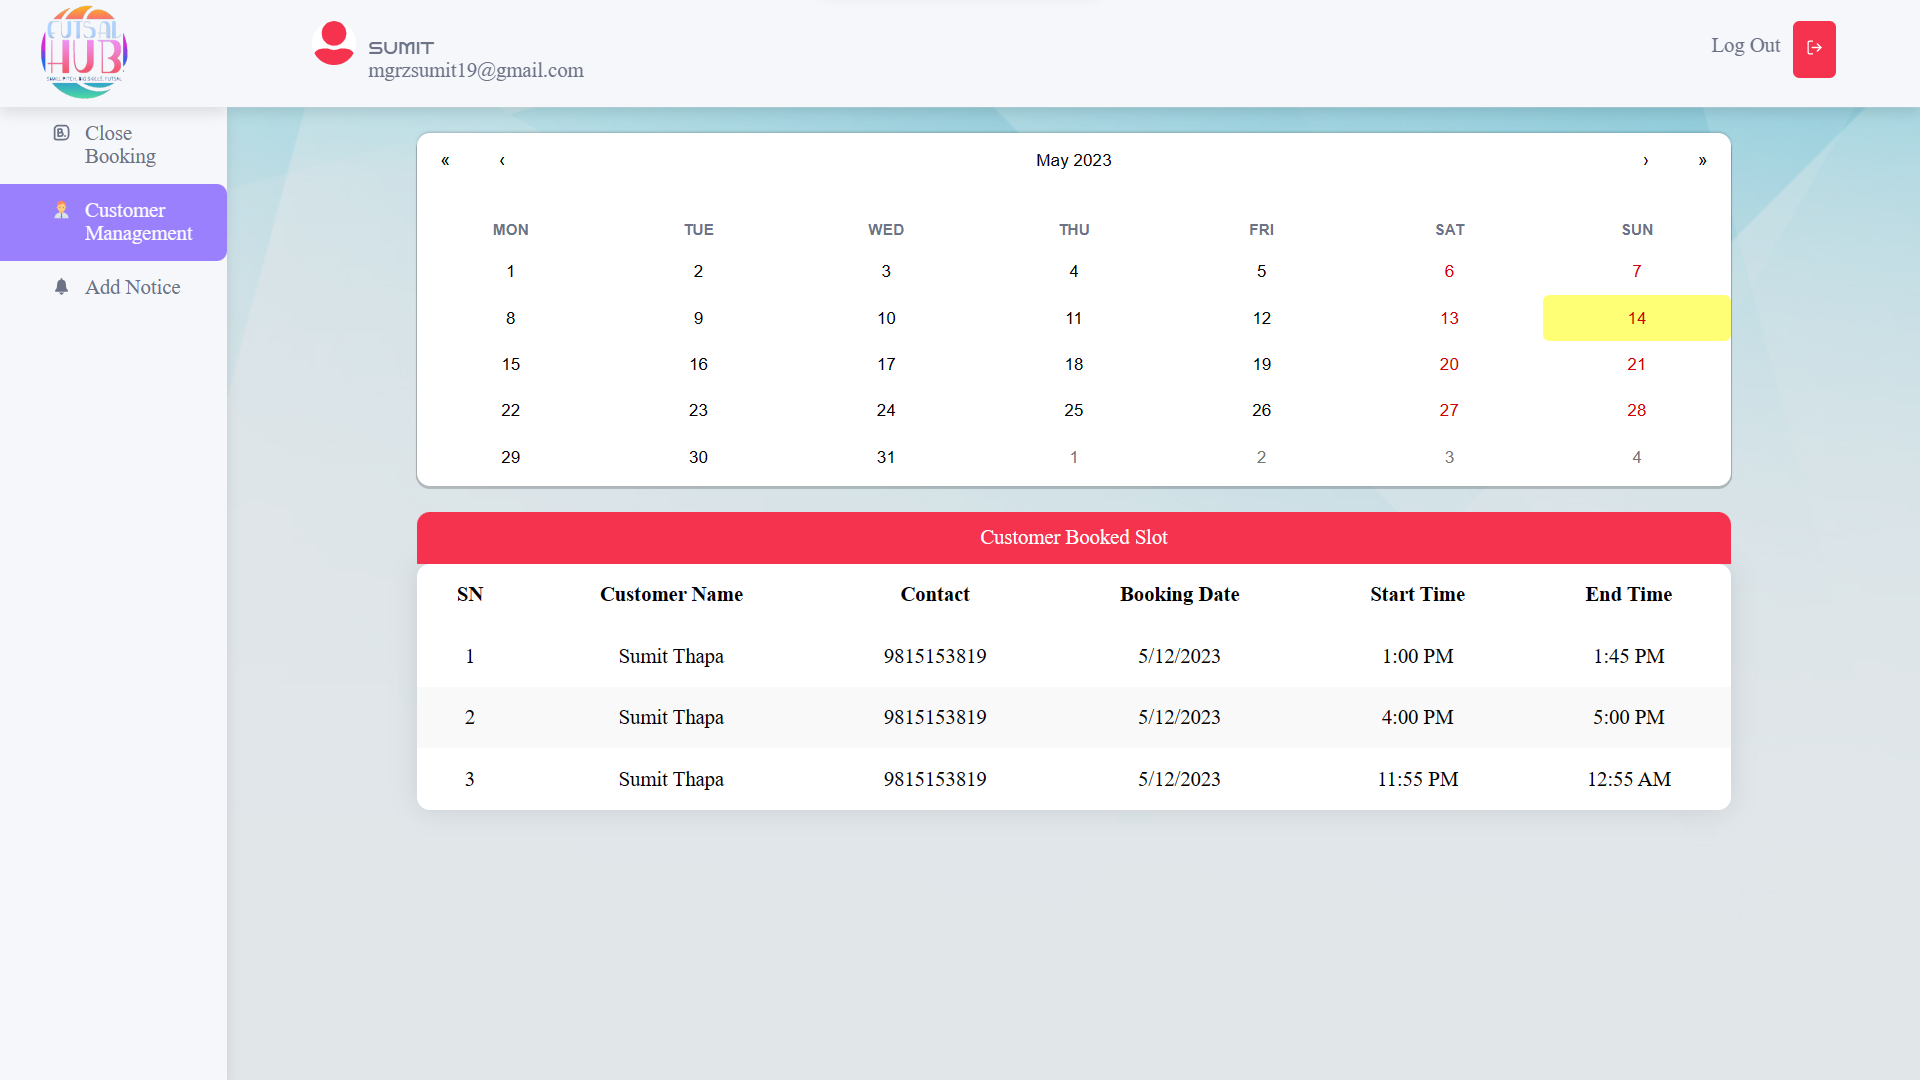 FUTSAL
HUB
SMALL PITCH, BIG SKILLS, FUTSAL
SUMIT
mgrzsumit19@gmail.com
Log Out
B.
Close
Booking
Customer
Management
Add Notice
« ‹ May 2023 › »
MON TUE WED THU FRI SAT SUN
1 2 3 4 5 6 7
8 9 10 11 12 13 14
15 16 17 18 19 20 21
22 23 24 25 26 27 28
29 30 31 1 2 3 4
Customer Booked Slot
SN Customer Name Contact Booking Date Start Time End Time
1 Sumit Thapa 9815153819 5/12/2023 1:00 PM 1:45 PM
2 Sumit Thapa 9815153819 5/12/2023 4:00 PM 5:00 PM
3 Sumit Thapa 9815153819 5/12/2023 11:55 PM 12:55 AM